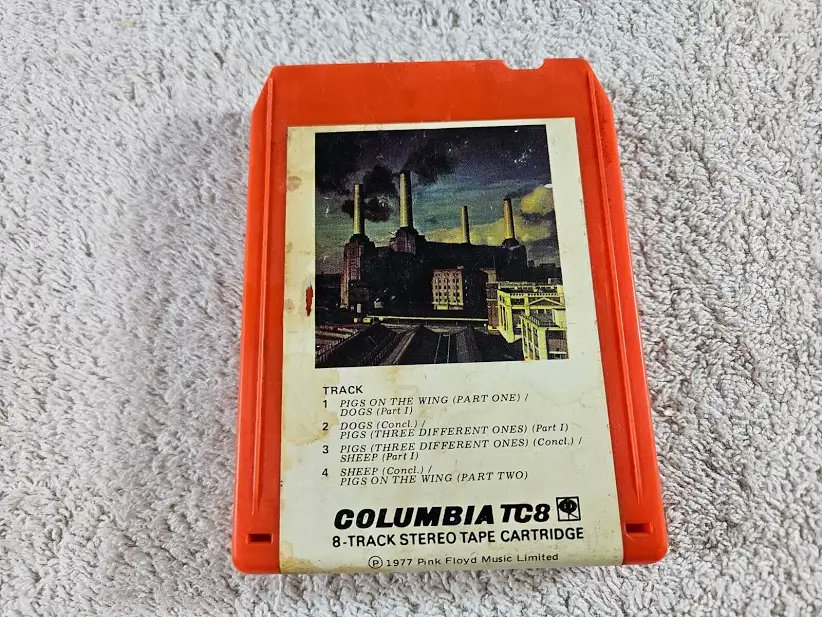 TRACK
1 PIGS ON THE WING (PART ONE) /
DOGS (Part I)
2 DOGS (Concl.) /
PIGS (THREE DIFFERENT ONES) (Part I)
3 PIGS (THREE DIFFERENT ONES) (Concl.) /
SHEEP (Part I)
4 SHEEP (Concl.) /
PIGS ON THE WING (PART TWO)
COLUMBIA TC8
8-TRACK STEREO TAPE CARTRIDGE
℗ 1977 Pink Floyd Music Limited